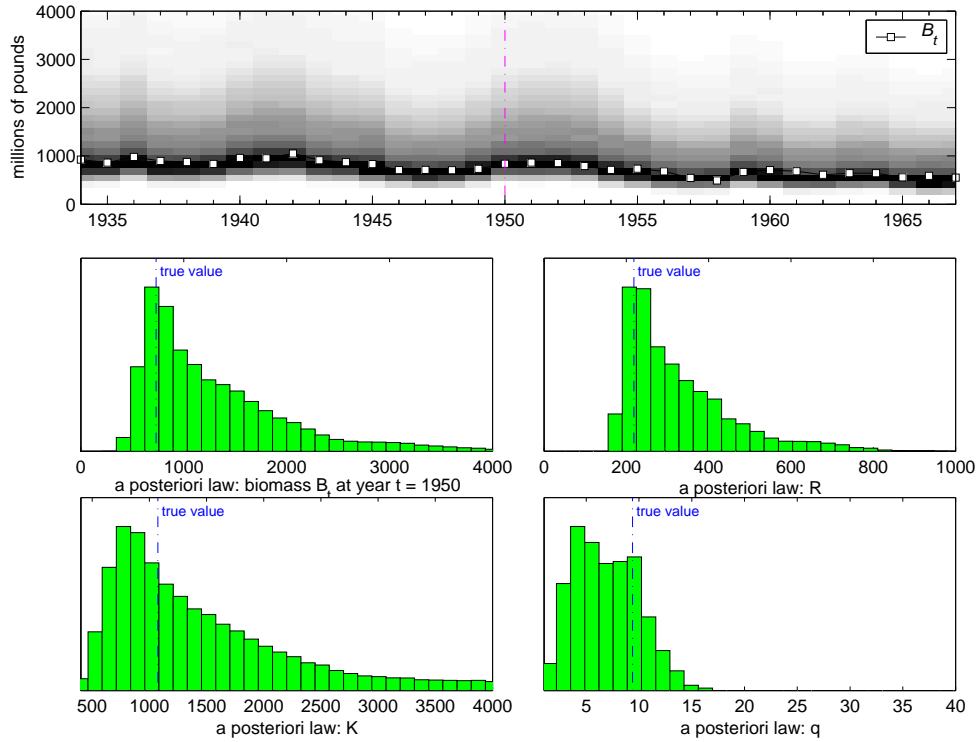 millions of pounds
4000
3000
2000
1000
0
B_t
1935 1940 1945 1950 1955 1960 1965
true value
0 1000 2000 3000 4000
a posteriori law: biomass B_t at year t = 1950
true value
0 200 400 600 800 1000
a posteriori law: R
true value
500 1000 1500 2000 2500 3000 3500 4000
a posteriori law: K
true value
5 10 15 20 25 30 35 40
a posteriori law: q